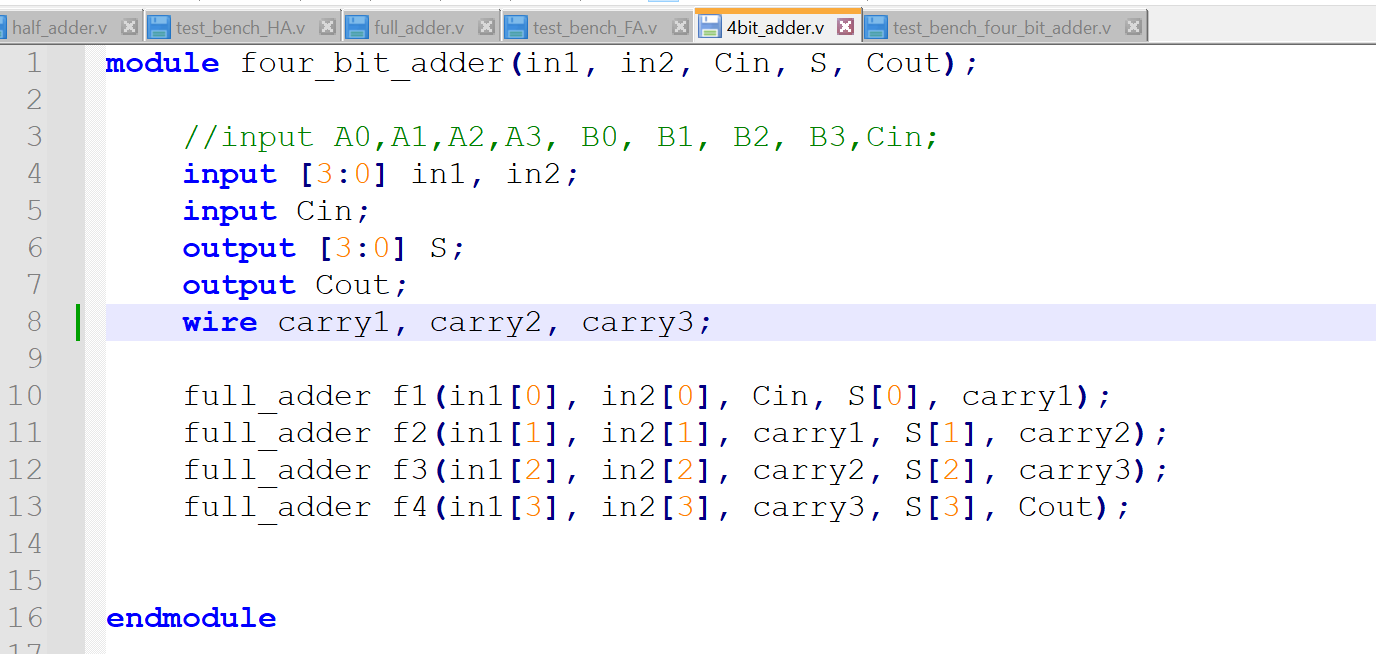 half_adder.v test_bench_HA.v full_adder.v test_bench_FA.v 4bit_adder.v test_bench_four_bit_adder.v
1 module four_bit_adder(in1, in2, Cin, S, Cout);
2
3 //input A0,A1,A2,A3, B0, B1, B2, B3,Cin;
4 input [3:0] in1, in2;
5 input Cin;
6 output [3:0] S;
7 output Cout;
8 wire carry1, carry2, carry3;
9
10 full_adder f1(in1[0], in2[0], Cin, S[0], carry1);
11 full_adder f2(in1[1], in2[1], carry1, S[1], carry2);
12 full_adder f3(in1[2], in2[2], carry2, S[2], carry3);
13 full_adder f4(in1[3], in2[3], carry3, S[3], Cout);
14
15
16 endmodule
17